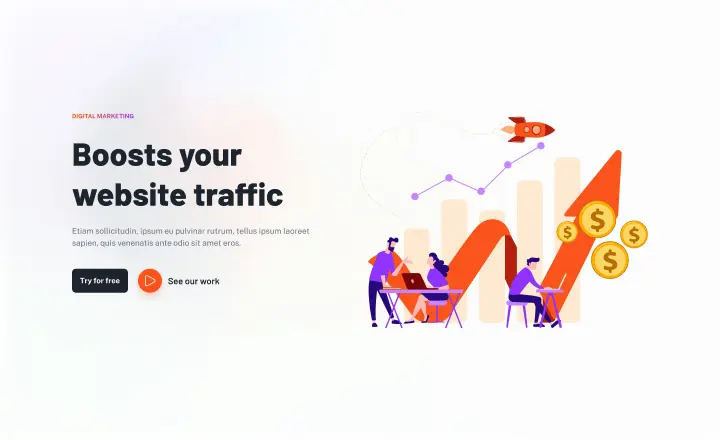 DIGITAL MARKETING
Boosts your
website traffic
Etiam sollicitudin, ipsum eu pulvinar rutrum, tellus ipsum laoreet
sapien, quis venenatis ante odio sit amet eros.
Try for free
See our work
$
$
$
$